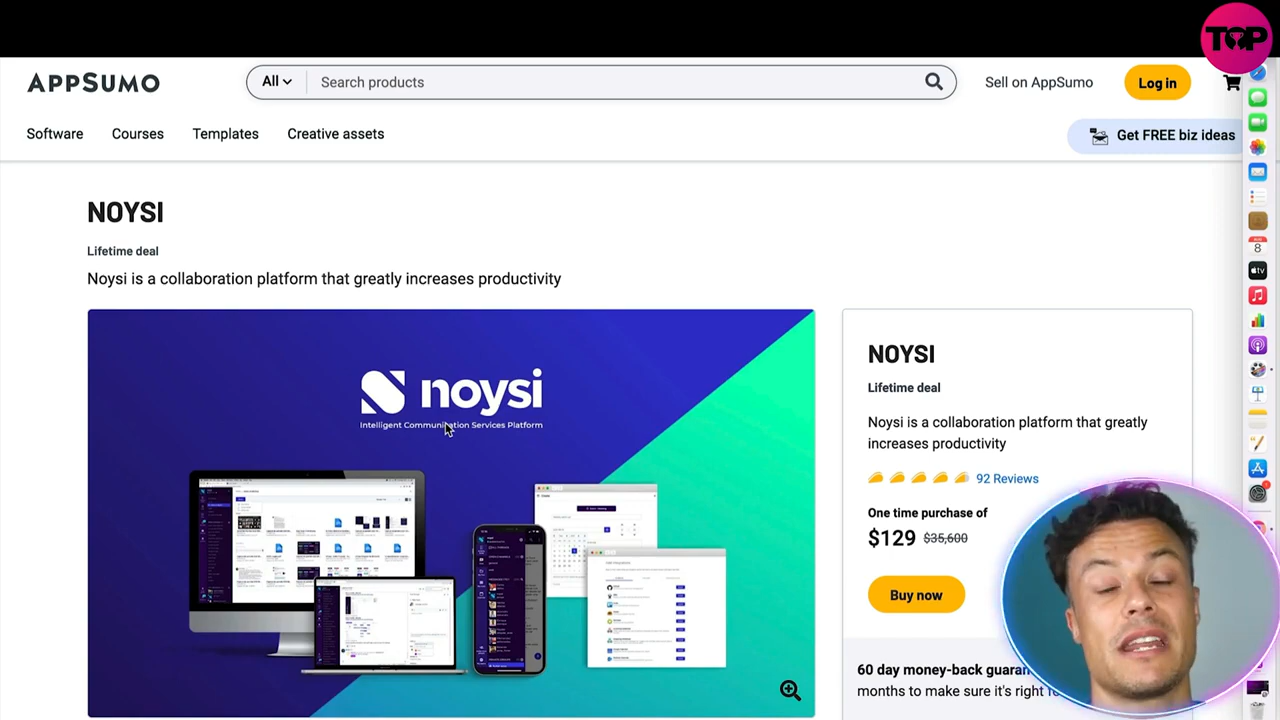 TOP
APPSUMO
All
Search products
Sell on AppSumo
Log in
Software
Courses
Templates
Creative assets
Get FREE biz ideas
NOYSI
Lifetime deal
Noysi is a collaboration platform that greatly increases productivity
noysi
Intelligent Communication Services Platform
NOYSI
Lifetime deal
Noysi is a collaboration platform that greatly
increases productivity
92 Reviews
One time purchase of
$129 $35,600
Buy now
60 day money-back guaran
months to make sure it's right fo
8
tv